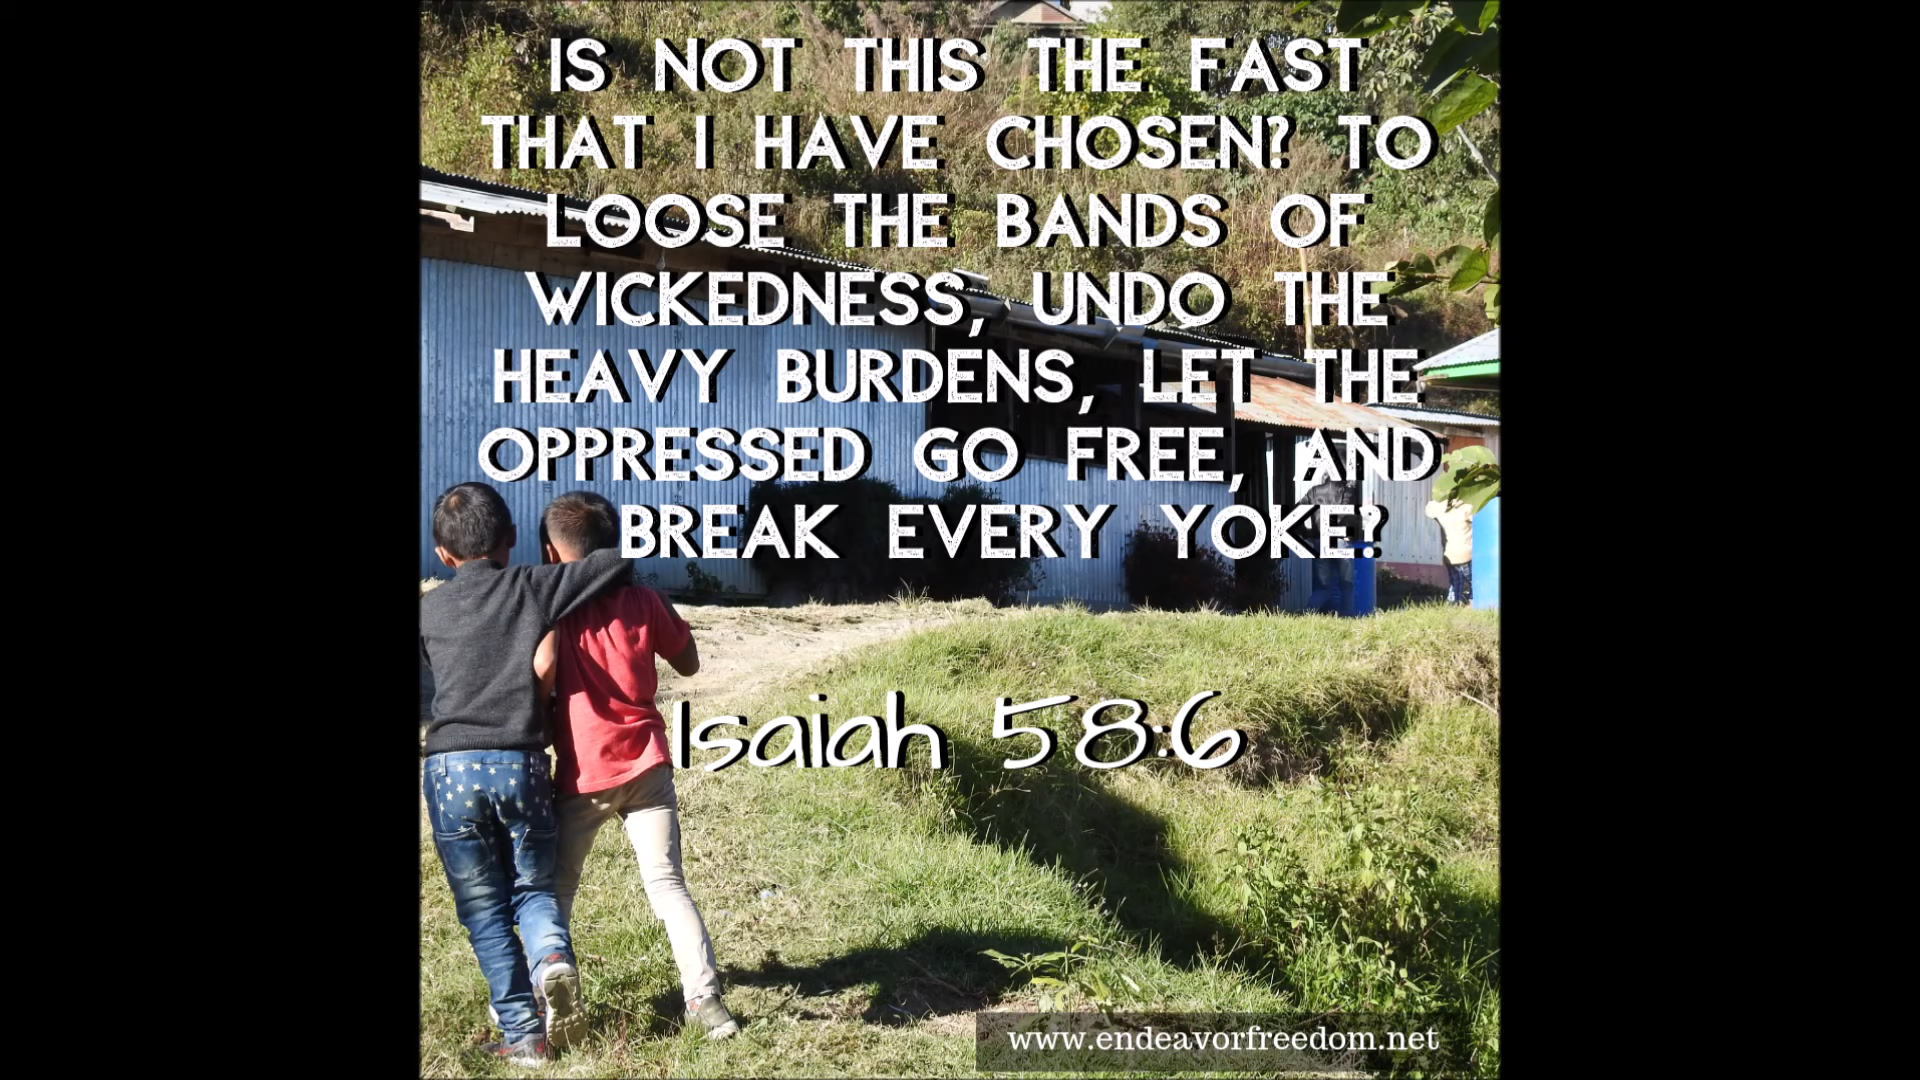 IS NOT THIS THE FAST
THAT I HAVE CHOSEN? TO
LOOSE THE BANDS OF
WICKEDNESS, UNDO THE
HEAVY BURDENS, LET THE
OPPRESSED GO FREE, AND
BREAK EVERY YOKE?
Isaiah 58:6
www.endeavorfreedom.net